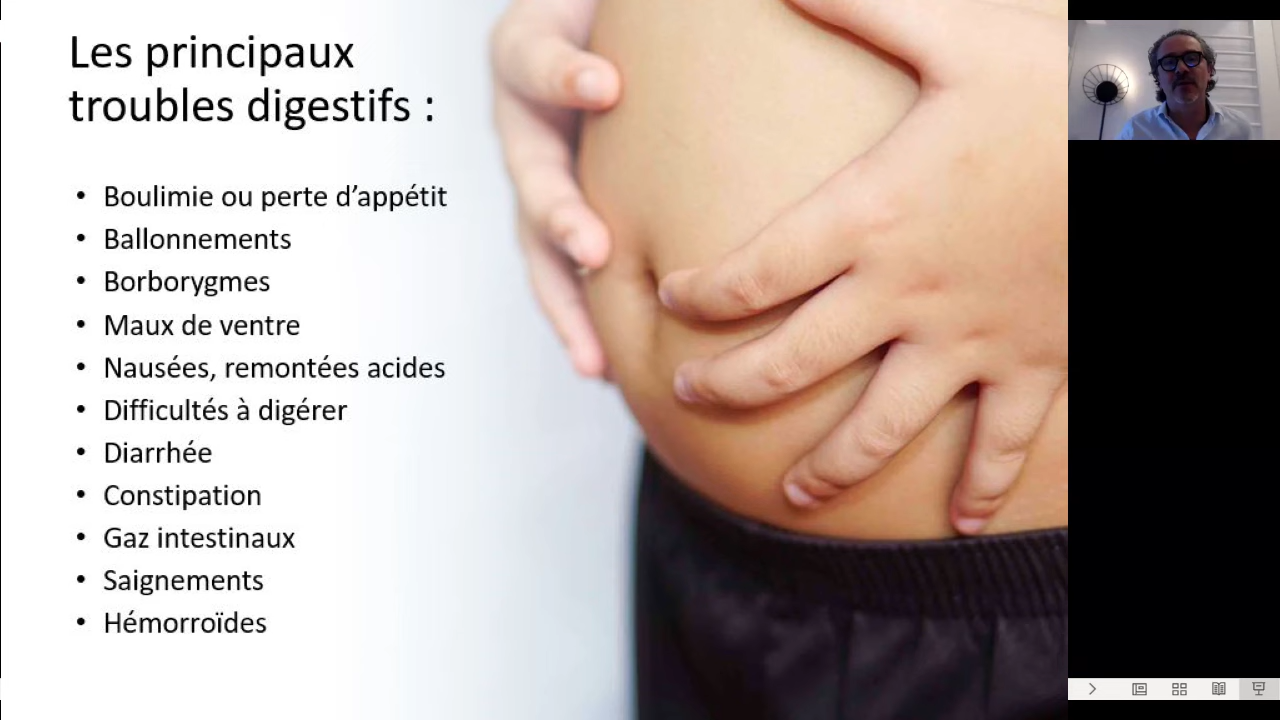 Les principaux
troubles digestifs :
• Boulimie ou perte d’appétit
• Ballonnements
• Borborygmes
• Maux de ventre
• Nausées, remontées acides
• Difficultés à digérer
• Diarrhée
• Constipation
• Gaz intestinaux
• Saignements
• Hémorroïdes